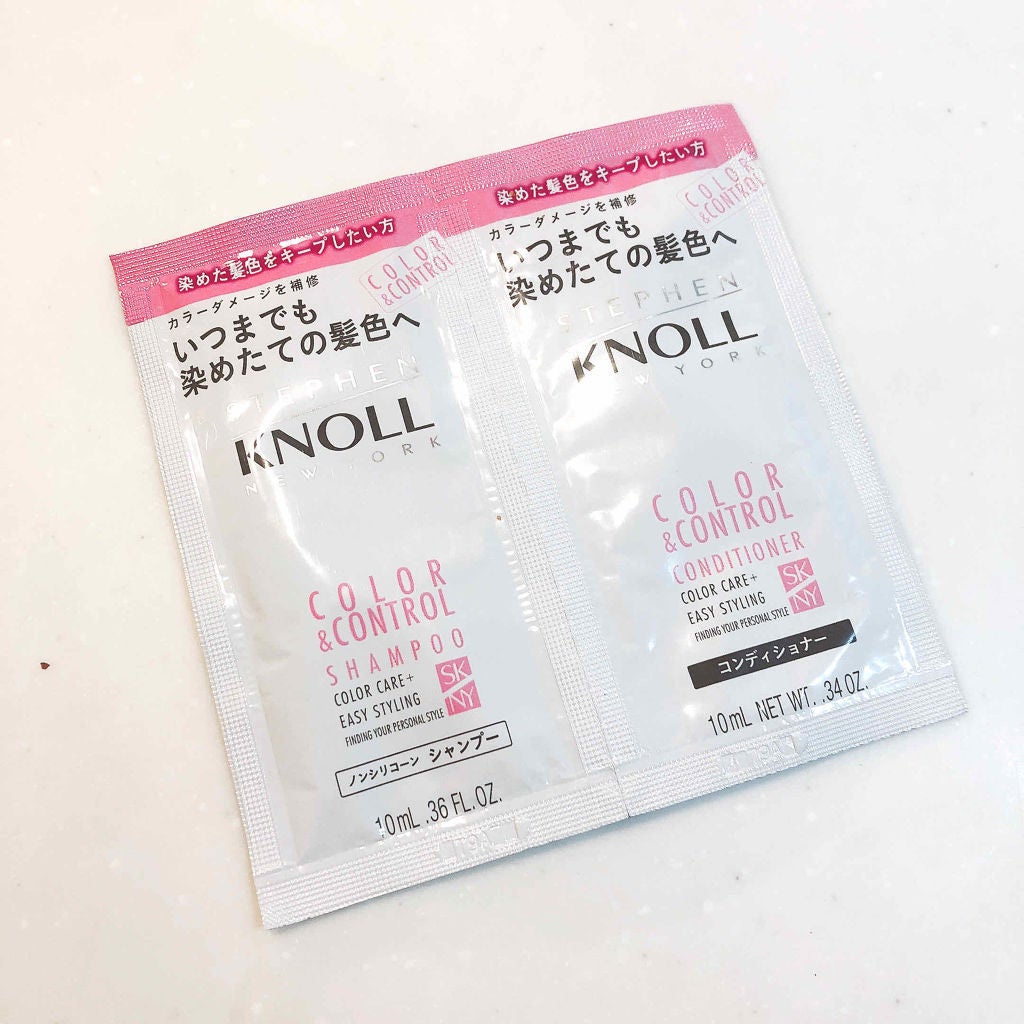 染めた髪色をキープしたい方
COLOR
&CONTROL
カラーダメージを補修
いつまでも
染めたての髪色へ
STEPHEN
KNOLL
NEW YORK
COLOR
&CONTROL
SHAMPOO
COLOR CARE+
EASY STYLING
FINDING YOUR PERSONAL STYLE
SK
NY
ノンシリコーン シャンプー
10mL .36 FL.OZ.
染めた髪色をキープしたい方
COLOR
&CONTROL
カラーダメージを補修
いつまでも
染めたての髪色へ
STEPHEN
KNOLL
NEW YORK
COLOR
&CONTROL
CONDITIONER
COLOR CARE+
EASY STYLING
FINDING YOUR PERSONAL STYLE
SK
NY
コンディショナー
10mL NET WT. .34 OZ.